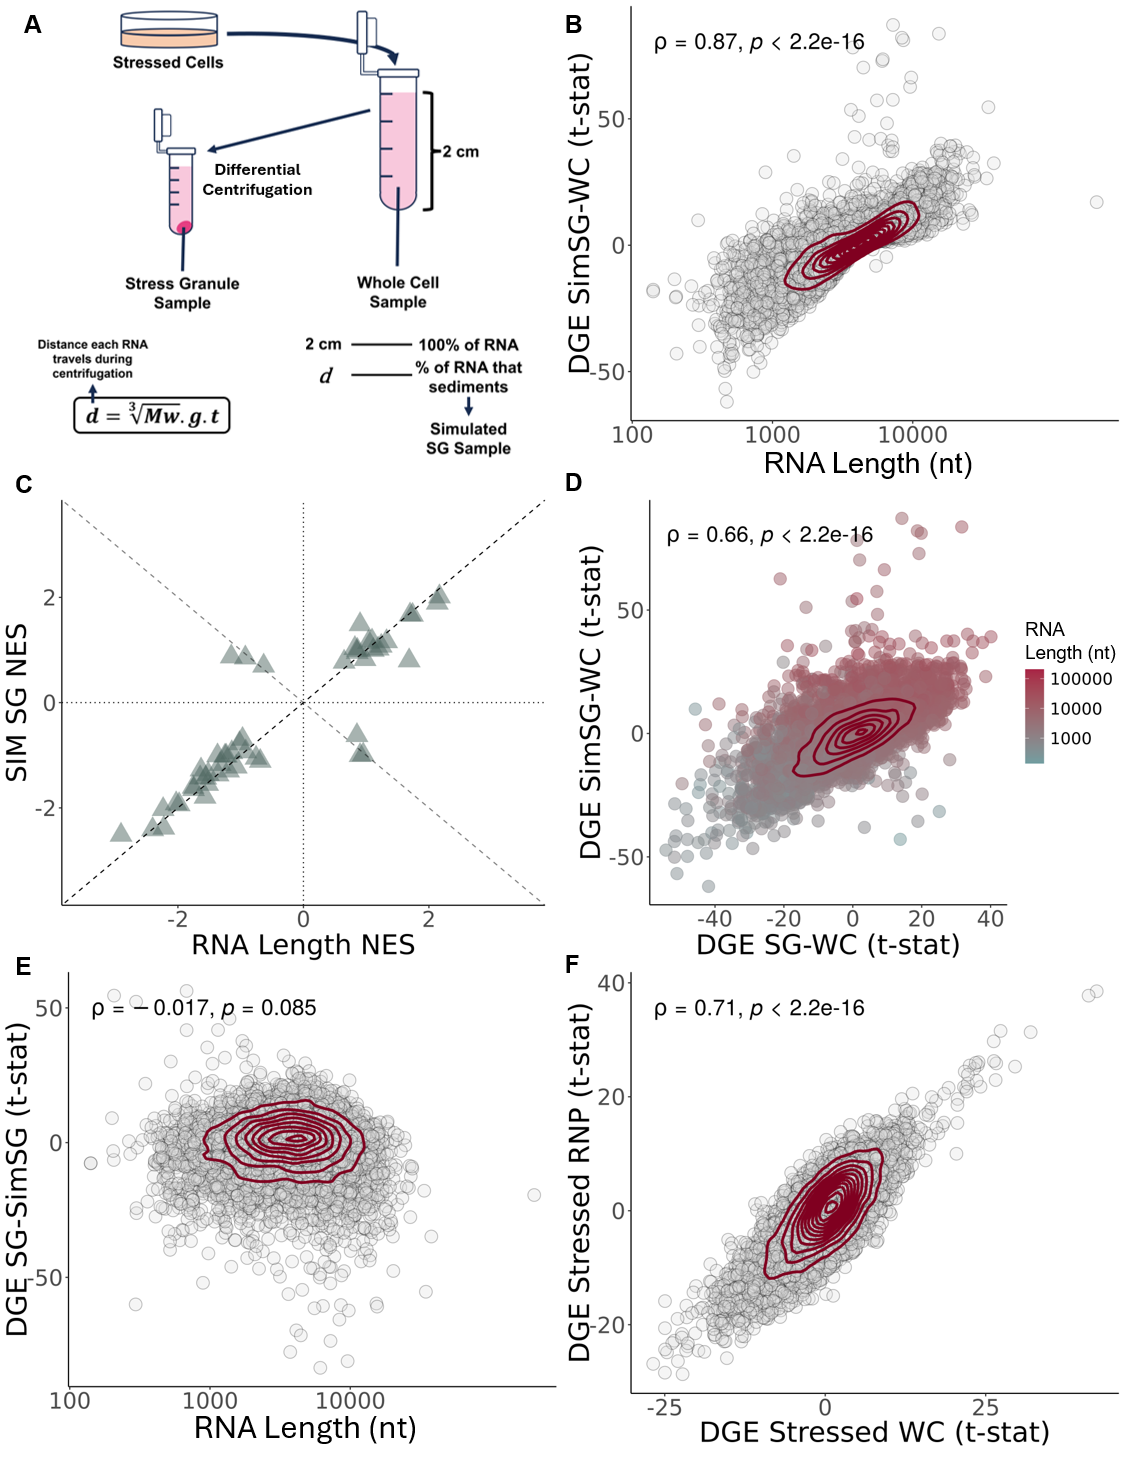 A
Stressed Cells
2 cm
Differential
Centrifugation
Stress Granule
Sample
Whole Cell
Sample
Distance each RNA
travels during
centrifugation
d = ∛Mw. g. t
2 cm
100% of RNA
d
% of RNA that
sediments
Simulated
SG Sample
B
ρ = 0.87, p < 2.2e-16
DGE SimSG-WC (t-stat)
50
0
-50
100
1000
10000
RNA Length (nt)
C
SIM SG NES
2
0
-2
-2
0
2
RNA Length NES
D
ρ = 0.66, p < 2.2e-16
DGE SimSG-WC (t-stat)
50
0
-50
-40
-20
0
20
40
DGE SG-WC (t-stat)
RNA
Length (nt)
100000
10000
1000
E
ρ = −0.017, p = 0.085
DGE SG-SimSG (t-stat)
50
0
-50
100
1000
10000
RNA Length (nt)
F
ρ = 0.71, p < 2.2e-16
DGE Stressed RNP (t-stat)
40
20
0
-20
-25
0
25
DGE Stressed WC (t-stat)